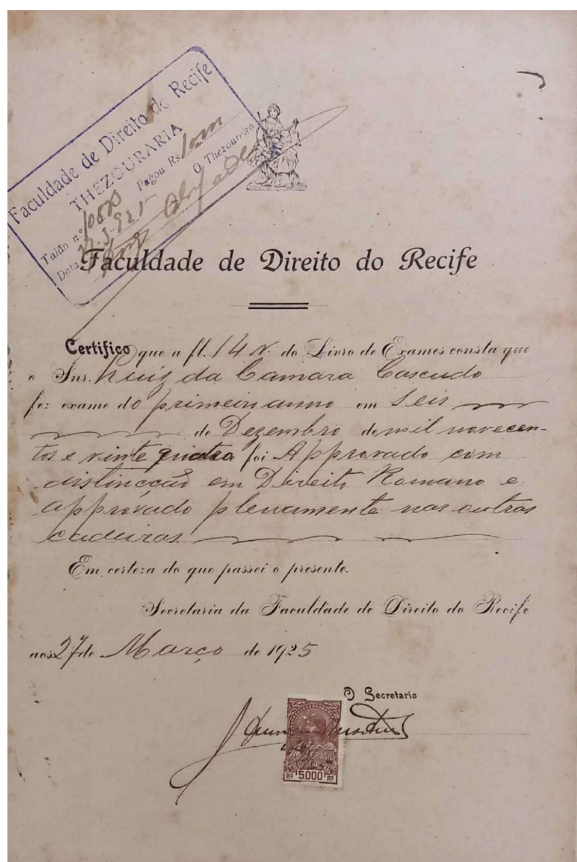 Faculdade de Direito do Recife
THEZOURARIA
Talão nº Pagou Rs
Data O Thezoureiro
Faculdade de Direito do Recife
Certifico que a fl. 14 v. do Livro de Exames consta que
o Snr. Luiz da Camara Cascudo
fez exame do primeiro anno em seis
de Dezembro de mil novecen-
tos e vinte quatro foi Approvado com
distincção em Direito Romano e
approvado plenamente nas outras
cadeiras
Em certeza do que passei o presente.
Secretaria da Faculdade de Direito do Recife
aos 27 de Março de 1925
O Secretario
BRASIL
RS 5000 RS